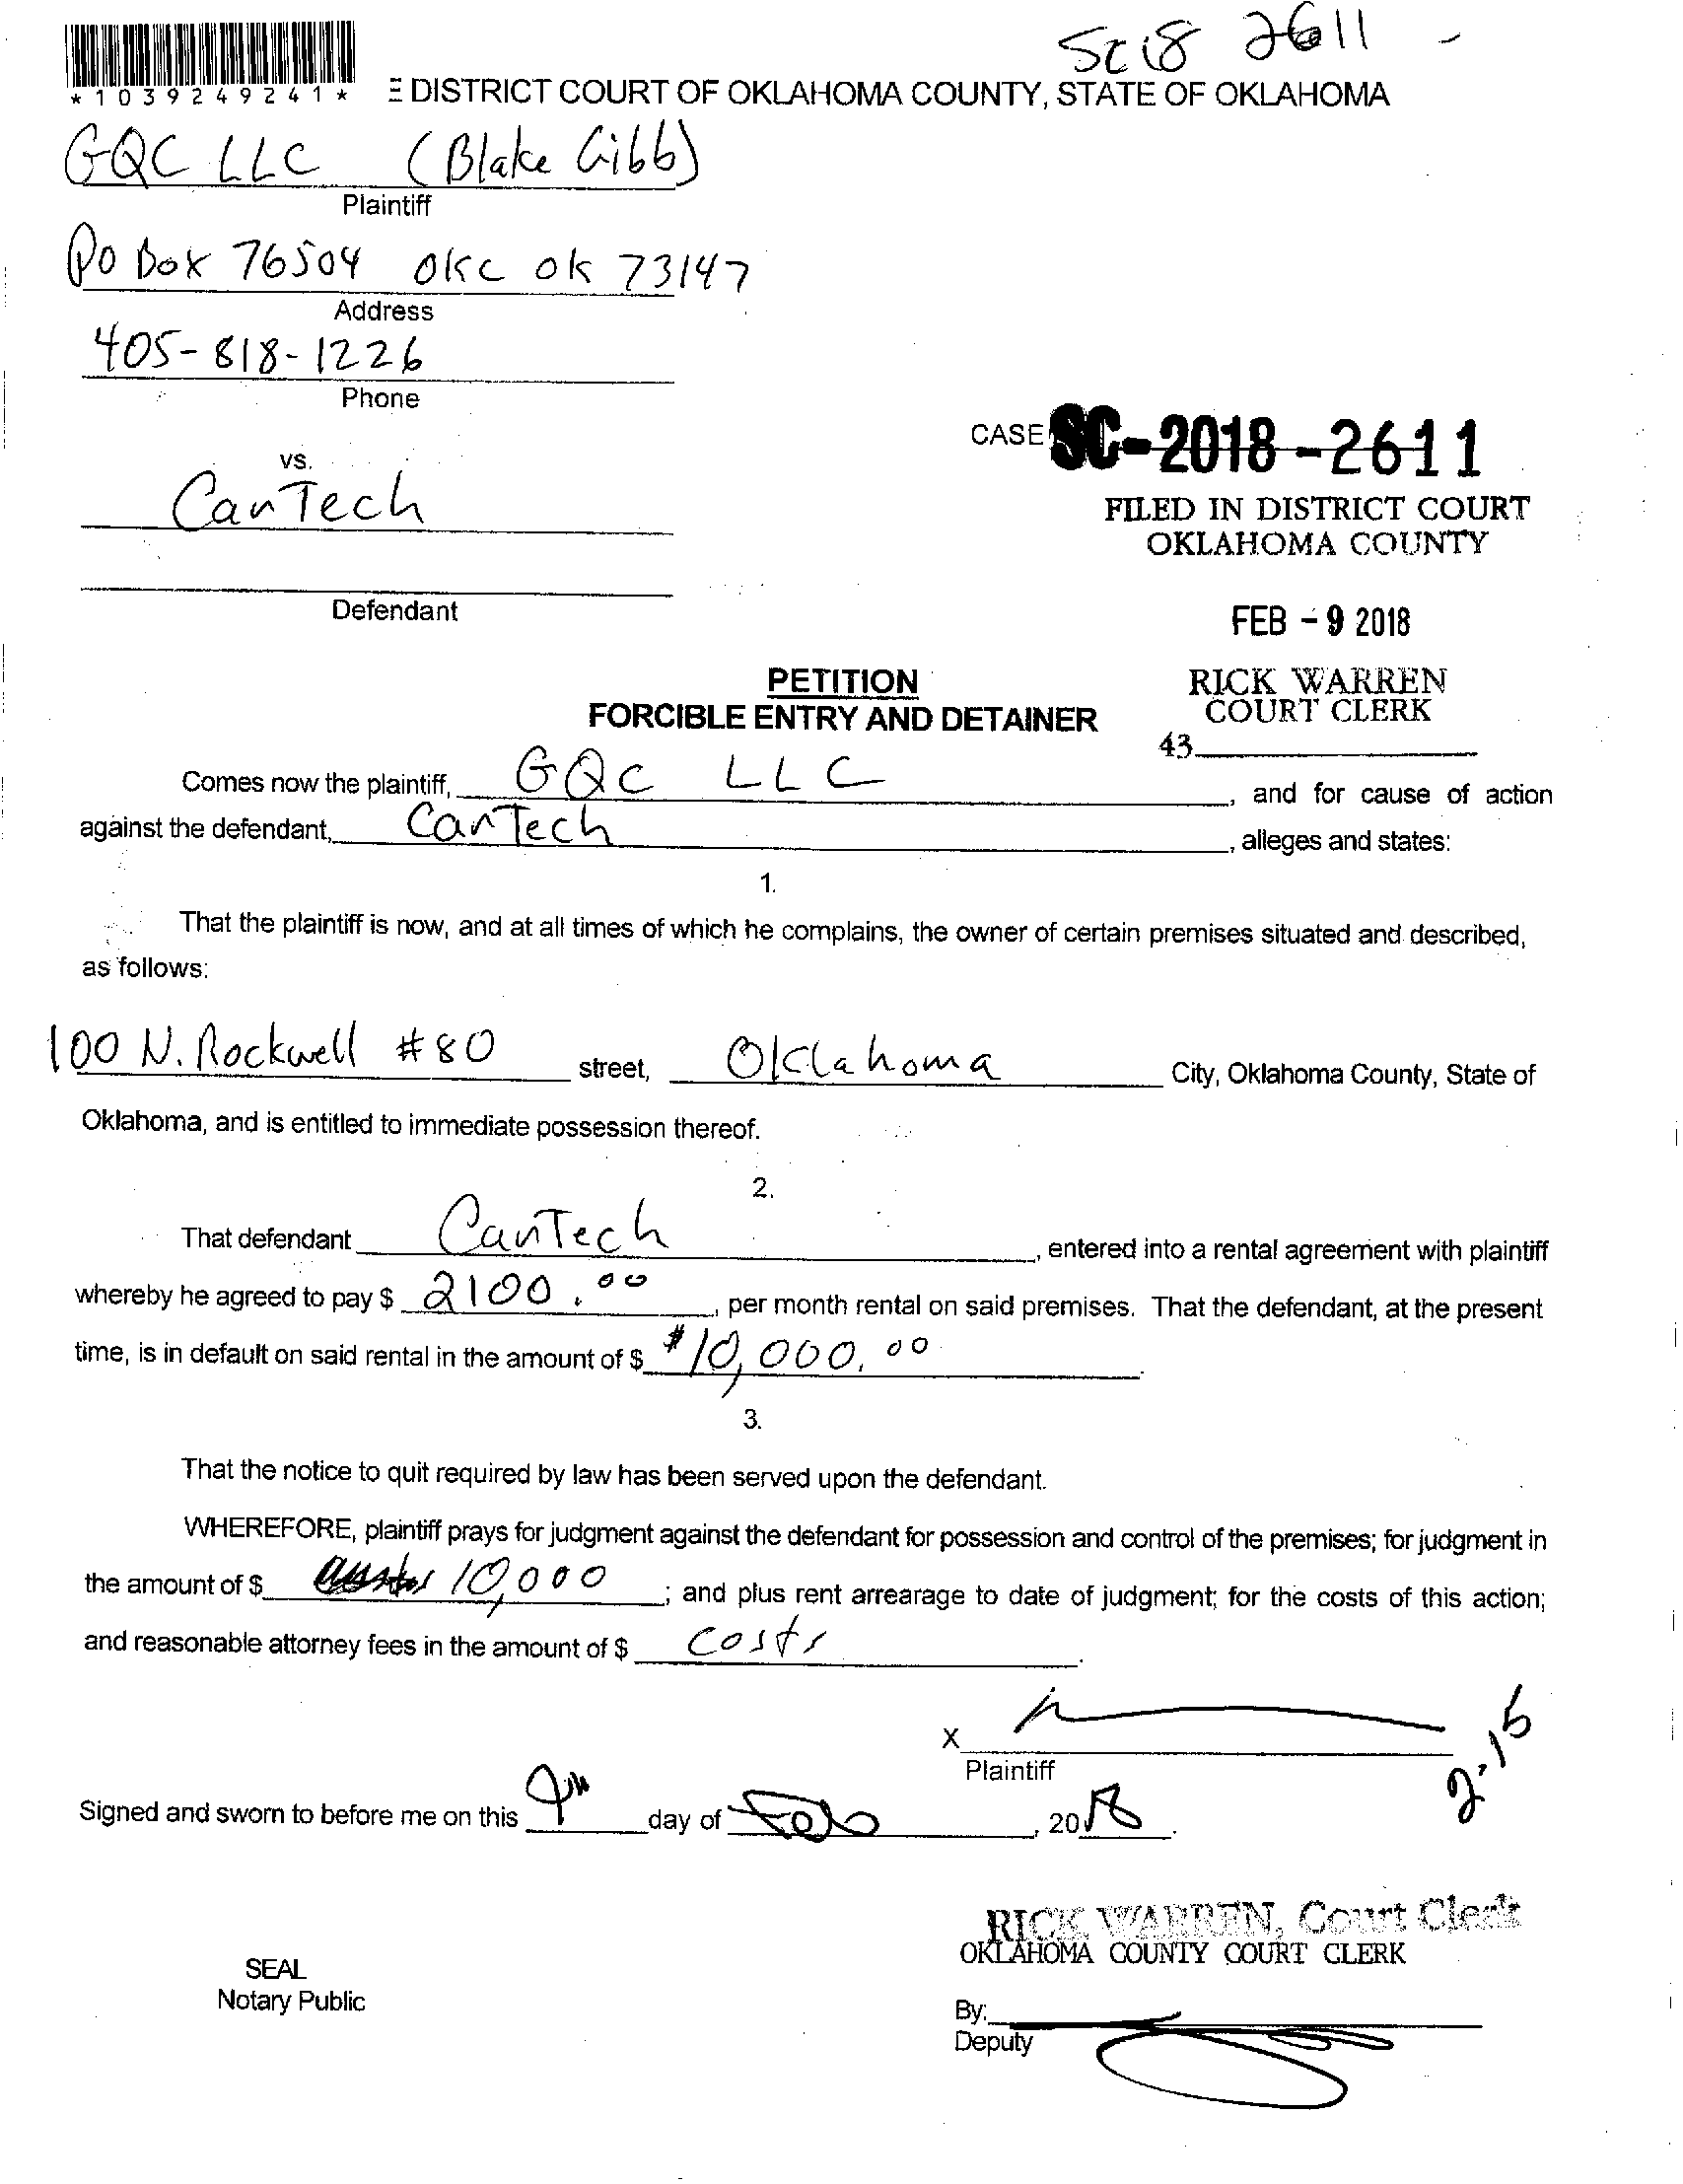 SC18 2611 -
*1039249241*
E DISTRICT COURT OF OKLAHOMA COUNTY, STATE OF OKLAHOMA
GQC LLC (Blake Gibb)
Plaintiff
PO Box 76504 OKC OK 73147
Address
405-818-1226
Phone
CASE SC-2018-2611
vs.
CanTech
FILED IN DISTRICT COURT
OKLAHOMA COUNTY
Defendant
FEB - 9 2018
PETITION
FORCIBLE ENTRY AND DETAINER
RICK WARREN
COURT CLERK
43
Comes now the plaintiff, GQC LLC, and for cause of action
against the defendant, CanTech, alleges and states:
1.
That the plaintiff is now, and at all times of which he complains, the owner of certain premises situated and described,
as follows:
100 N. Rockwell #80 street, Oklahoma City, Oklahoma County, State of
Oklahoma, and is entitled to immediate possession thereof.
2.
That defendant CanTech, entered into a rental agreement with plaintiff
whereby he agreed to pay $ 2100.00, per month rental on said premises. That the defendant, at the present
time, is in default on said rental in the amount of $ $10,000.00
3.
That the notice to quit required by law has been served upon the defendant.
WHEREFORE, plaintiff prays for judgment against the defendant for possession and control of the premises; for judgment in
the amount of $ 10,000; and plus rent arrearage to date of judgment; for the costs of this action;
and reasonable attorney fees in the amount of $ costs.
X
Plaintiff
2.15
Signed and sworn to before me on this 9th day of Feb, 2018.
RICK WARREN, Court Clerk
OKLAHOMA COUNTY COURT CLERK
SEAL
Notary Public
By:
Deputy